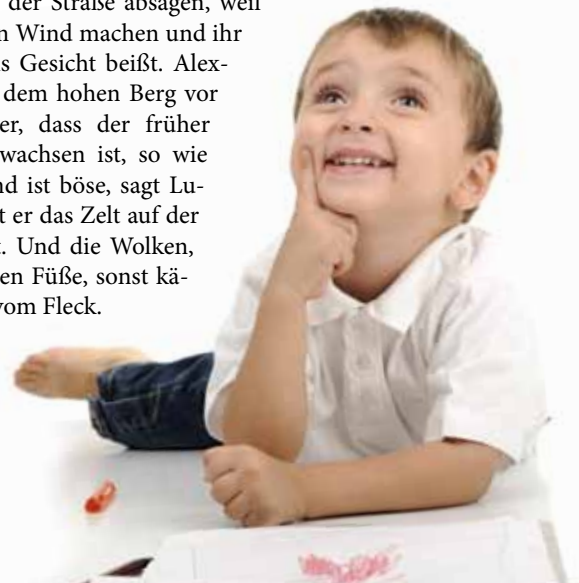 der Straße absagen, weil
n Wind machen und ihr
s Gesicht beißt. Alex-
dem hohen Berg vor
er, dass der früher
wachsen ist, so wie
nd ist böse, sagt Lu-
t er das Zelt auf der
. Und die Wolken,
en Füße, sonst kä-
vom Fleck.